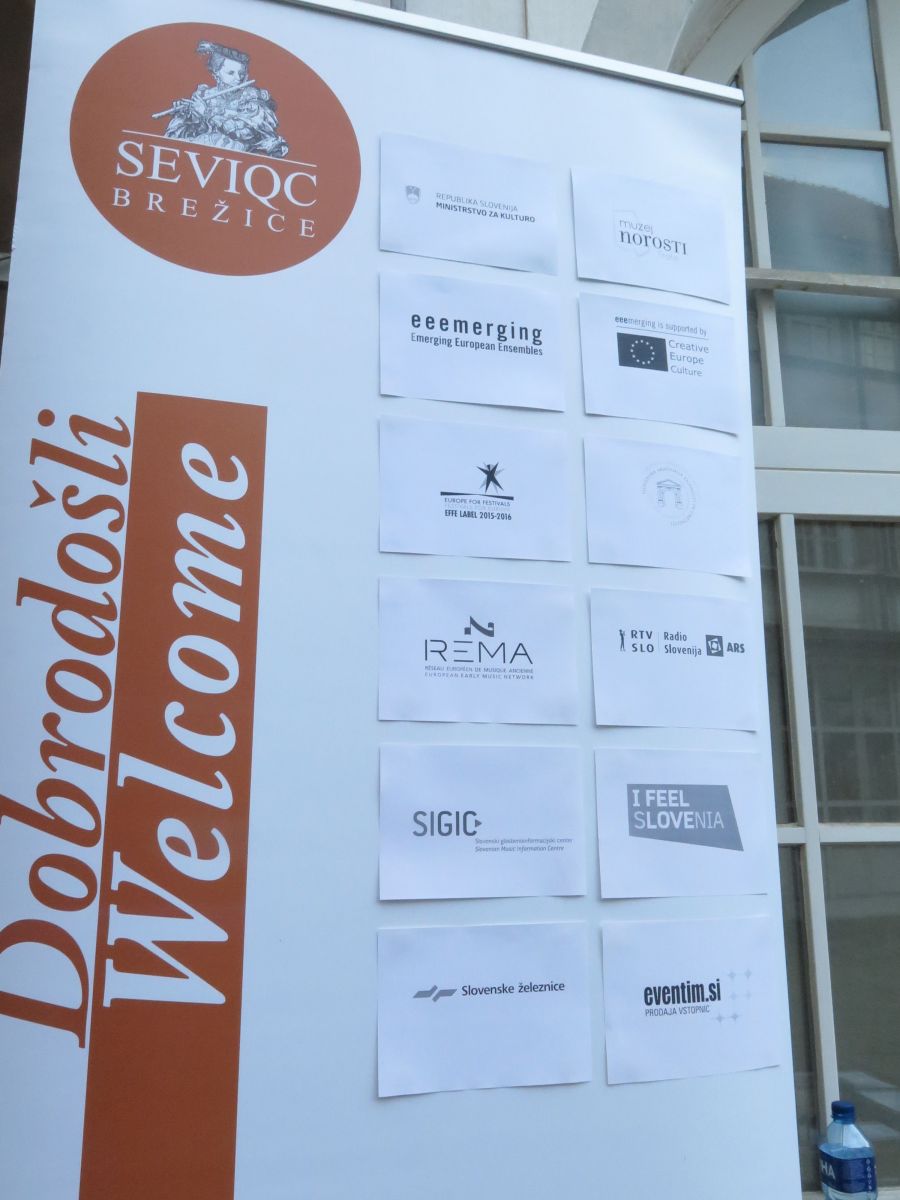 SEVIQC
BREŽICE
Dobrodošli
Welcome
REPUBLIKA SLOVENIJA
MINISTRSTVO ZA KULTURO
muzej
norosti
eeemerging
Emerging European Ensembles
eeemerging is supported by
Creative
Europe
Culture
EUROPE FOR FESTIVALS
EFFE LABEL 2015-2016
REMA
RÉSEAU EUROPÉEN DE MUSIQUE ANCIENNE
EUROPEAN EARLY MUSIC NETWORK
RTV
SLO
Radio
Slovenija
ARS
SIGIC
Slovenski glasbenoinformacijski center
Slovenian Music Information Centre
I FEEL
SLOVENIA
Slovenske železnice
eventim.si
PRODAJA VSTOPNIC